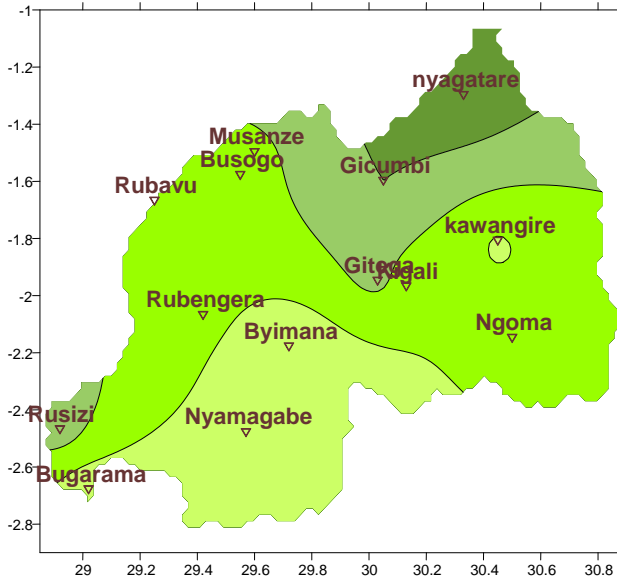 -1
-1.2
-1.4
-1.6
-1.8
-2
-2.2
-2.4
-2.6
-2.8
nyagatare
Musanze
Busogo
Gicumbi
Rubavu
kawangire
Gitega
Kigali
Rubengera
Byimana
Ngoma
Rusizi
Nyamagabe
Bugarama
29 29.2 29.4 29.6 29.8 30 30.2 30.4 30.6 30.8